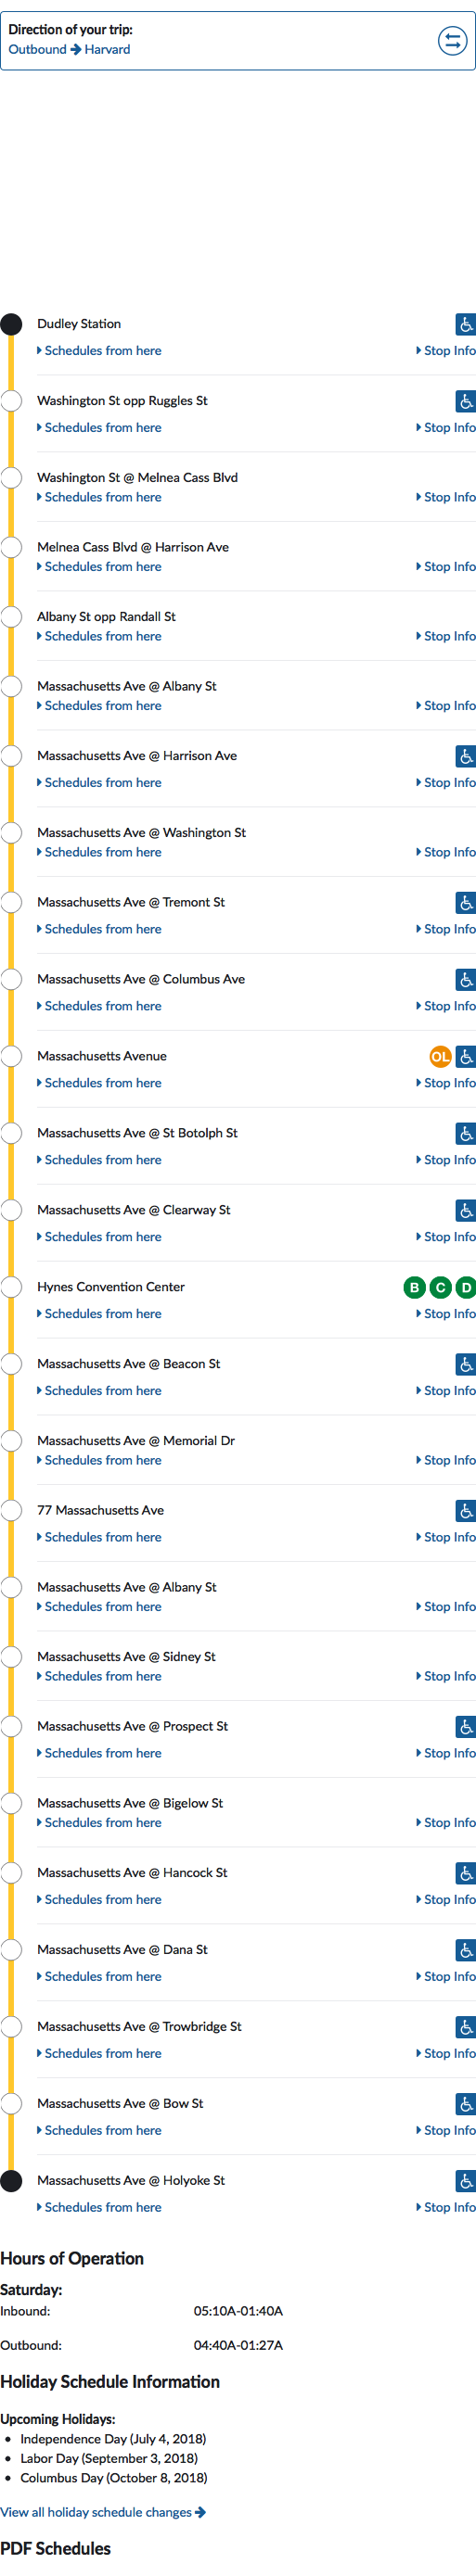 Direction of your trip:
Outbound → Harvard
Dudley Station
Schedules from here Stop Info
Washington St opp Ruggles St
Schedules from here Stop Info
Washington St @ Melnea Cass Blvd
Schedules from here Stop Info
Melnea Cass Blvd @ Harrison Ave
Schedules from here Stop Info
Albany St opp Randall St
Schedules from here Stop Info
Massachusetts Ave @ Albany St
Schedules from here Stop Info
Massachusetts Ave @ Harrison Ave
Schedules from here Stop Info
Massachusetts Ave @ Washington St
Schedules from here Stop Info
Massachusetts Ave @ Tremont St
Schedules from here Stop Info
Massachusetts Ave @ Columbus Ave
Schedules from here Stop Info
Massachusetts Avenue OL
Schedules from here Stop Info
Massachusetts Ave @ St Botolph St
Schedules from here Stop Info
Massachusetts Ave @ Clearway St
Schedules from here Stop Info
Hynes Convention Center B C D
Schedules from here Stop Info
Massachusetts Ave @ Beacon St
Schedules from here Stop Info
Massachusetts Ave @ Memorial Dr
Schedules from here Stop Info
77 Massachusetts Ave
Schedules from here Stop Info
Massachusetts Ave @ Albany St
Schedules from here Stop Info
Massachusetts Ave @ Sidney St
Schedules from here Stop Info
Massachusetts Ave @ Prospect St
Schedules from here Stop Info
Massachusetts Ave @ Bigelow St
Schedules from here Stop Info
Massachusetts Ave @ Hancock St
Schedules from here Stop Info
Massachusetts Ave @ Dana St
Schedules from here Stop Info
Massachusetts Ave @ Trowbridge St
Schedules from here Stop Info
Massachusetts Ave @ Bow St
Schedules from here Stop Info
Massachusetts Ave @ Holyoke St
Schedules from here Stop Info
Hours of Operation
Saturday:
Inbound: 05:10A-01:40A
Outbound: 04:40A-01:27A
Holiday Schedule Information
Upcoming Holidays:
• Independence Day (July 4, 2018)
• Labor Day (September 3, 2018)
• Columbus Day (October 8, 2018)
View all holiday schedule changes →
PDF Schedules